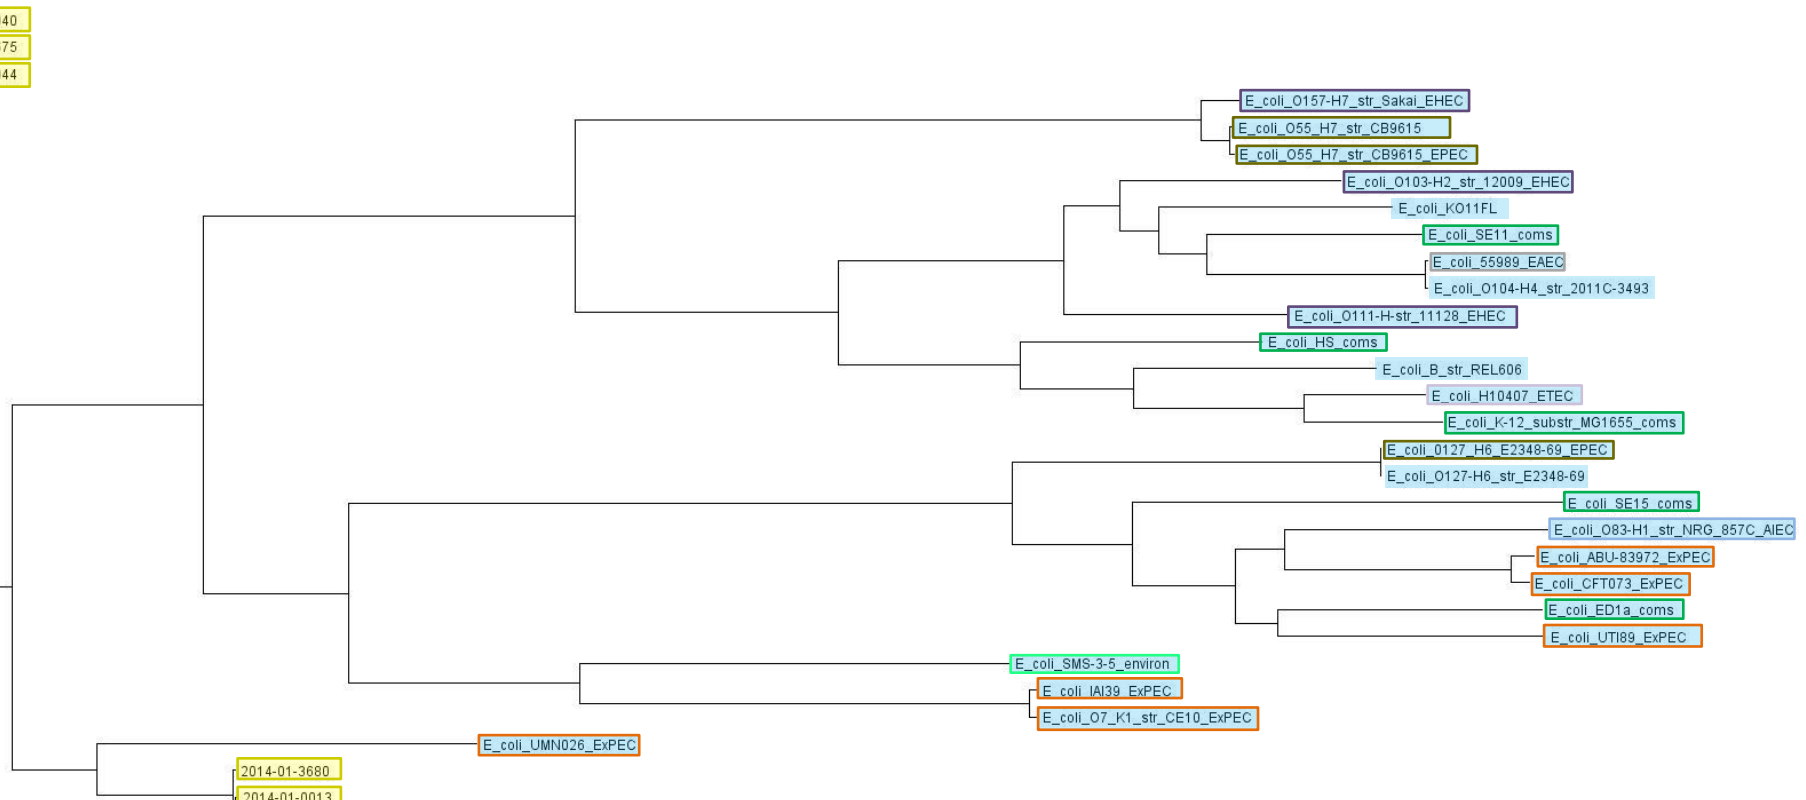 40
75
44
E_coli_O157-H7_str_Sakai_EHEC
E_coli_O55_H7_str_CB9615
E_coli_O55_H7_str_CB9615_EPEC
E_coli_O103-H2_str_12009_EHEC
E_coli_KO11FL
E_coli_SE11_coms
E_coli_55989_EAEC
E_coli_O104-H4_str_2011C-3493
E_coli_O111-H-str_11128_EHEC
E_coli_HS_coms
E_coli_B_str_REL606
E_coli_H10407_ETEC
E_coli_K-12_substr_MG1655_coms
E_coli_0127_H6_E2348-69_EPEC
E_coli_O127-H6_str_E2348-69
E_coli_SE15_coms
E_coli_O83-H1_str_NRG_857C_AIEC
E_coli_ABU-83972_ExPEC
E_coli_CFT073_ExPEC
E_coli_ED1a_coms
E_coli_UTI89_ExPEC
E_coli_SMS-3-5_environ
E_coli_IAI39_ExPEC
E_coli_O7_K1_str_CE10_ExPEC
E_coli_UMN026_ExPEC
2014-01-3680
2014-01-0013